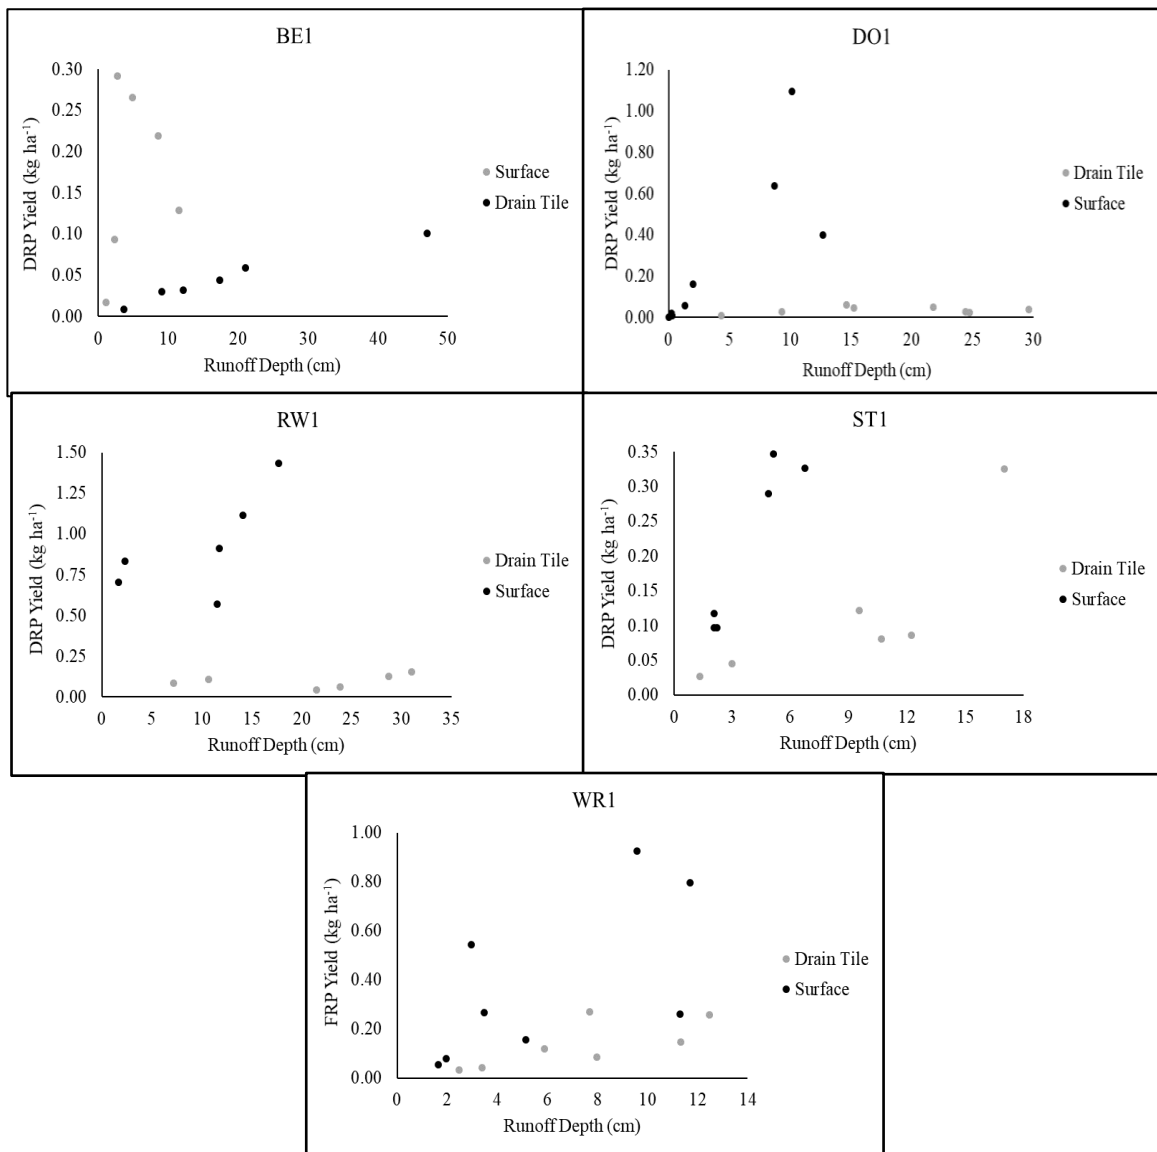 BE1
0.30
0.25
0.20
0.15
0.10
0.05
0.00
DRP Yield (kg ha⁻¹)
0 10 20 30 40 50
Runoff Depth (cm)
Surface
Drain Tile
DO1
1.20
1.00
0.80
0.60
0.40
0.20
0.00
DRP Yield (kg ha⁻¹)
0 5 10 15 20 25 30
Runoff Depth (cm)
Drain Tile
Surface
RW1
1.50
1.25
1.00
0.75
0.50
0.25
0.00
DRP Yield (kg ha⁻¹)
0 5 10 15 20 25 30 35
Runoff Depth (cm)
Drain Tile
Surface
ST1
0.35
0.30
0.25
0.20
0.15
0.10
0.05
0.00
DRP Yield (kg ha⁻¹)
0 3 6 9 12 15 18
Runoff Depth (cm)
Drain Tile
Surface
WR1
1.00
0.80
0.60
0.40
0.20
0.00
FRP Yield (kg ha⁻¹)
0 2 4 6 8 10 12 14
Runoff Depth (cm)
Drain Tile
Surface